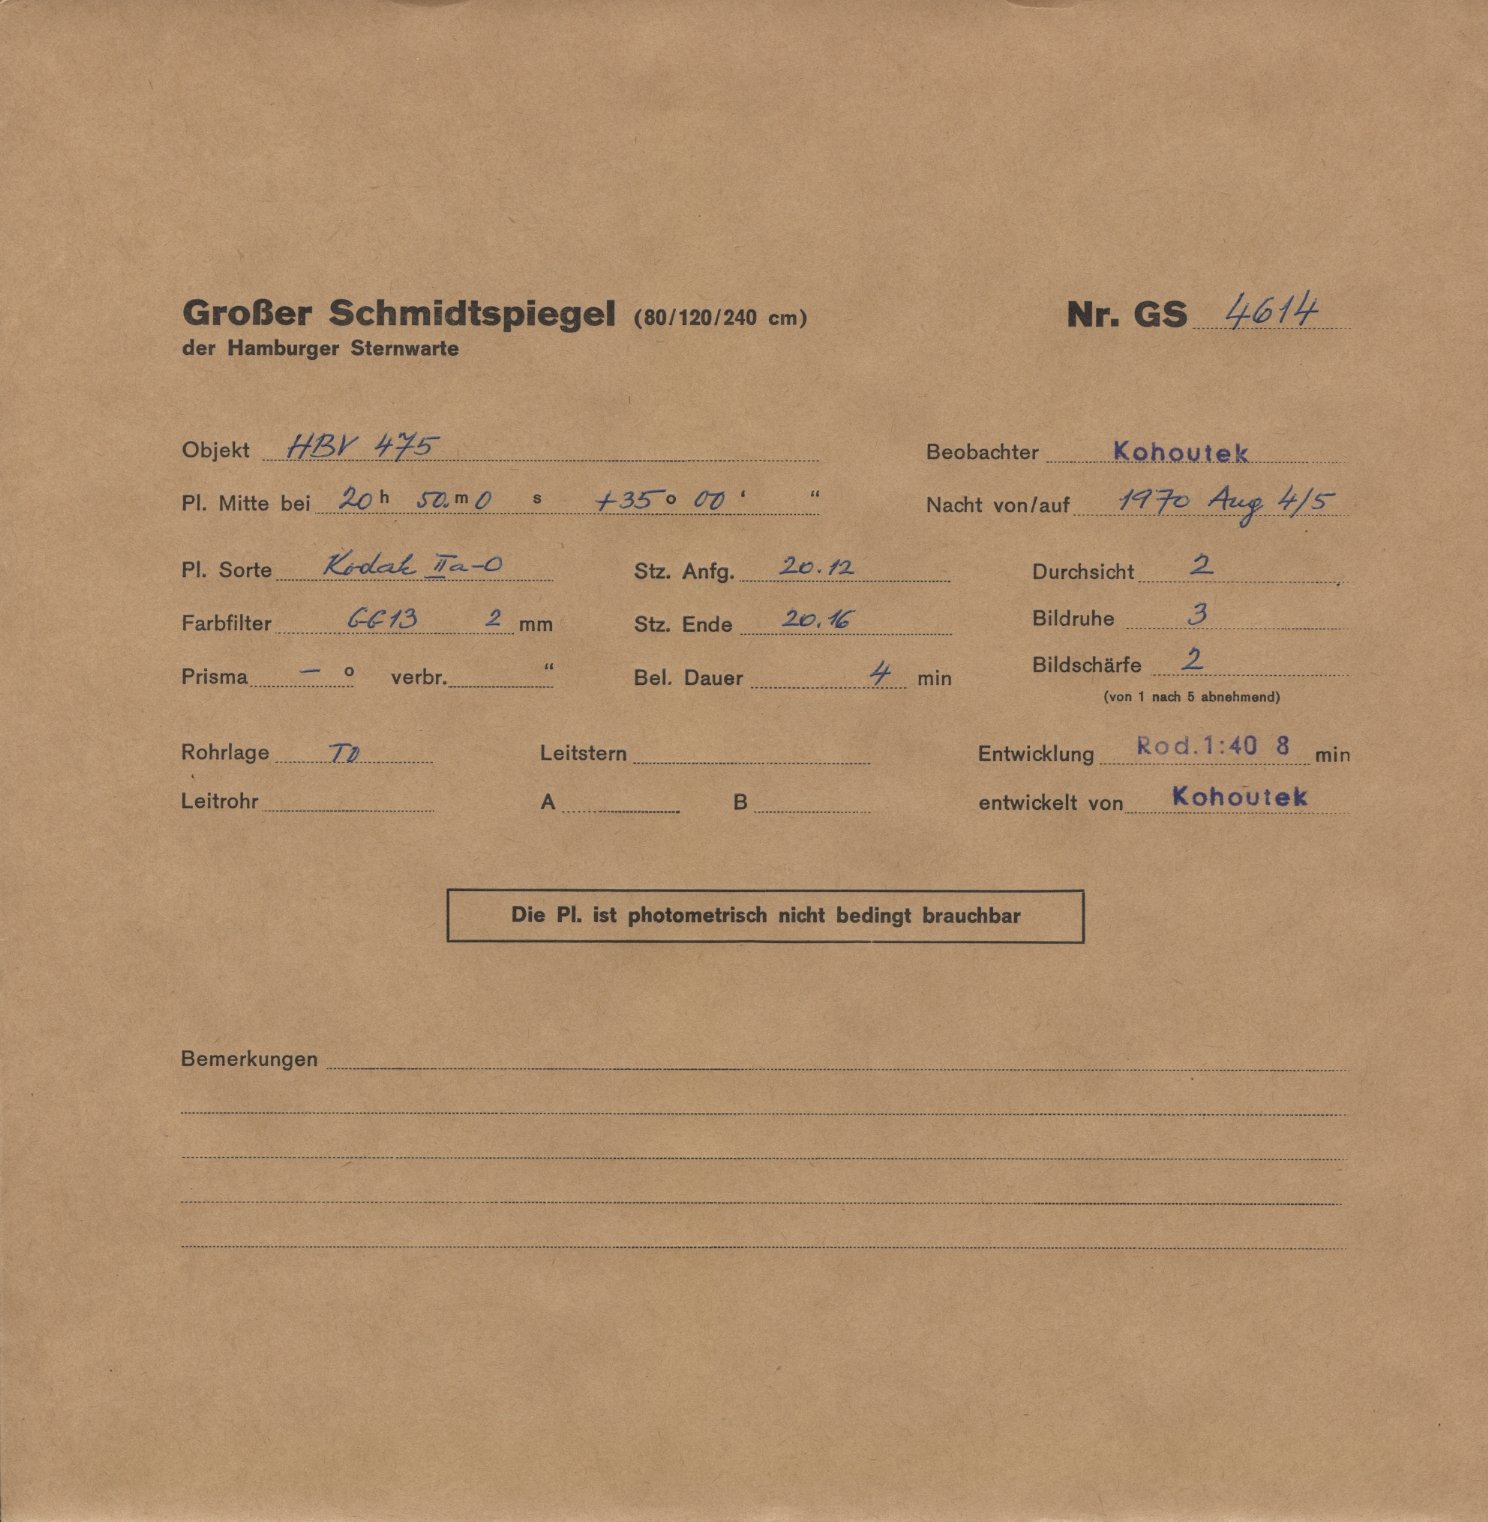 Großer Schmidtspiegel (80/120/240 cm) Nr. GS 4614
der Hamburger Sternwarte
Objekt HBV 475 Beobachter Kohoutek
Pl. Mitte bei 20 h 50. m 0 s +35 o 00 ‘ “ Nacht von/auf 1970 Aug 4/5
Pl. Sorte Kodak IIa-O Stz. Anfg. 20.12 Durchsicht 2
Farbfilter GG13 2 mm Stz. Ende 20.16 Bildruhe 3
Prisma — o verbr. “ Bel. Dauer 4 min Bildschärfe 2
(von 1 nach 5 abnehmend)
Rohrlage TO Leitstern Entwicklung Rod.1:40 8 min
Leitrohr A B entwickelt von Kohoutek
Die Pl. ist photometrisch nicht bedingt brauchbar
Bemerkungen